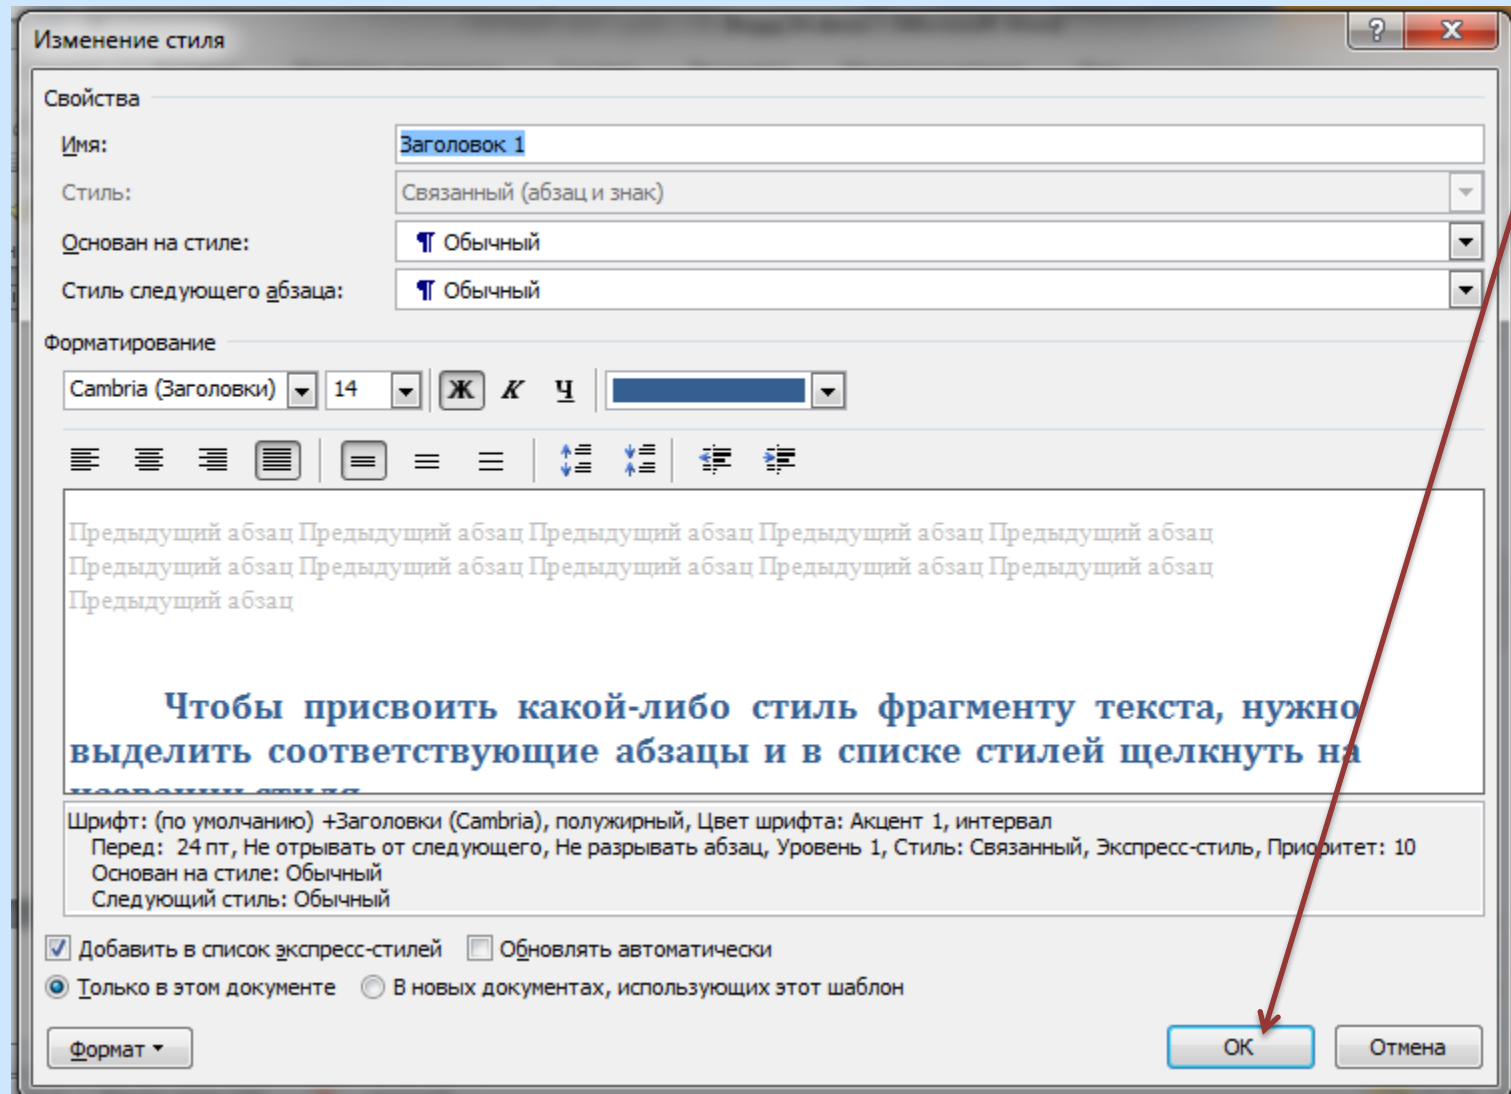 Изменение стиля
Свойства
Имя: Заголовок 1
Стиль: Связанный (абзац и знак)
Основан на стиле: ¶ Обычный
Стиль следующего абзаца: ¶ Обычный
Форматирование
Cambria (Заголовки) 14 Ж К Ч
Предыдущий абзац Предыдущий абзац Предыдущий абзац Предыдущий абзац Предыдущий абзац
Предыдущий абзац Предыдущий абзац Предыдущий абзац Предыдущий абзац Предыдущий абзац
Предыдущий абзац
Чтобы присвоить какой-либо стиль фрагменту текста, нужно
выделить соответствующие абзацы и в списке стилей щелкнуть на
названии стиля
Шрифт: (по умолчанию) +Заголовки (Cambria), полужирный, Цвет шрифта: Акцент 1, интервал
Перед: 24 пт, Не отрывать от следующего, Не разрывать абзац, Уровень 1, Стиль: Связанный, Экспресс-стиль, Приоритет: 10
Основан на стиле: Обычный
Следующий стиль: Обычный
Добавить в список экспресс-стилей Обновлять автоматически
Только в этом документе В новых документах, использующих этот шаблон
Формат OK Отмена